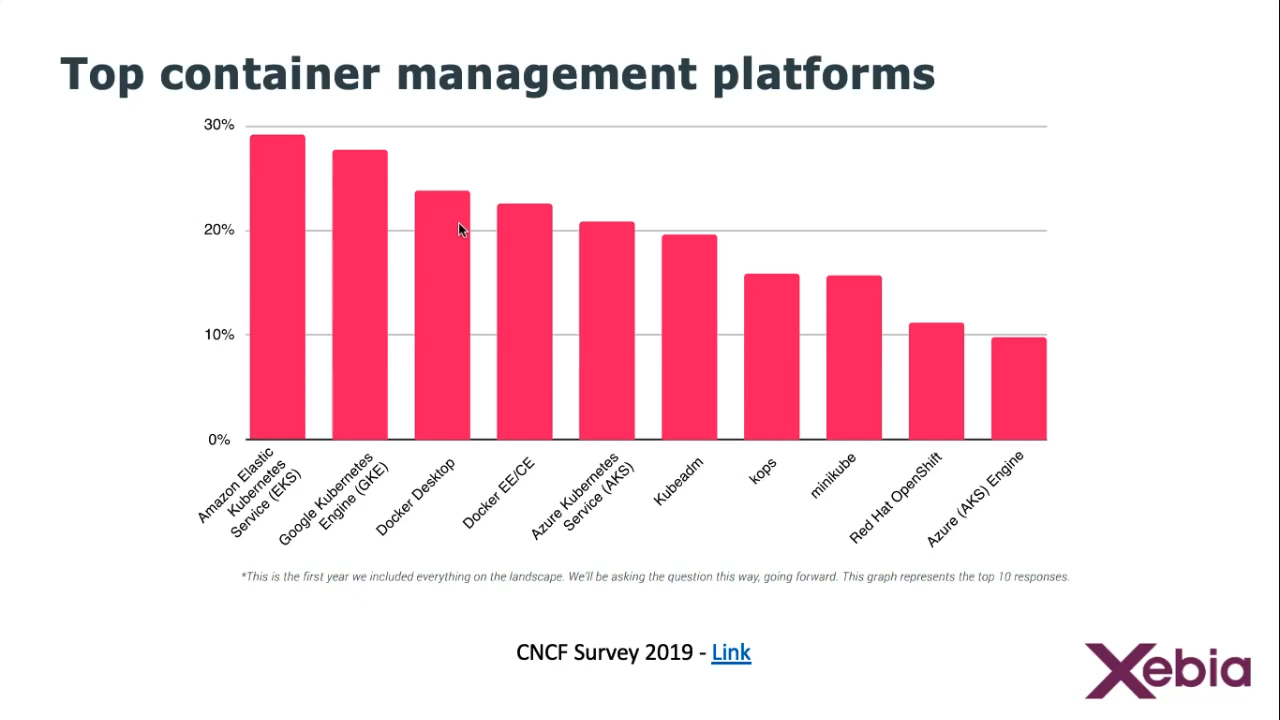 Top container management platforms
30%
20%
10%
0%
Amazon Elastic
Kubernetes
Service (EKS)
Google Kubernetes
Engine (GKE)
Docker Desktop
Docker EE/CE
Azure Kubernetes
Service (AKS)
Kubeadm
kops
minikube
Red Hat OpenShift
Azure (AKS) Engine
*This is the first year we included everything on the landscape. We'll be asking the question this way, going forward. This graph represents the top 10 responses.
CNCF Survey 2019 - Link
Xebia